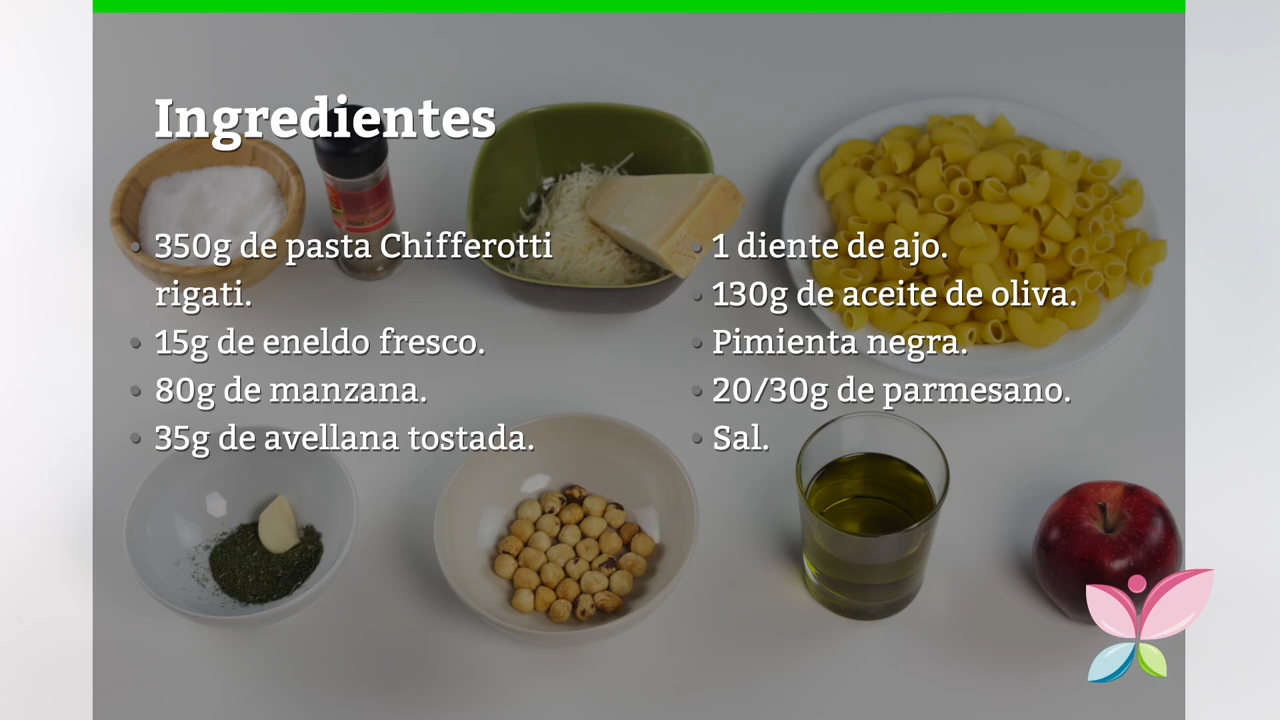 Ingredientes
350g de pasta Chifferotti
rigati.
15g de eneldo fresco.
80g de manzana.
35g de avellana tostada.
1 diente de ajo.
130g de aceite de oliva.
Pimienta negra.
20/30g de parmesano.
Sal.